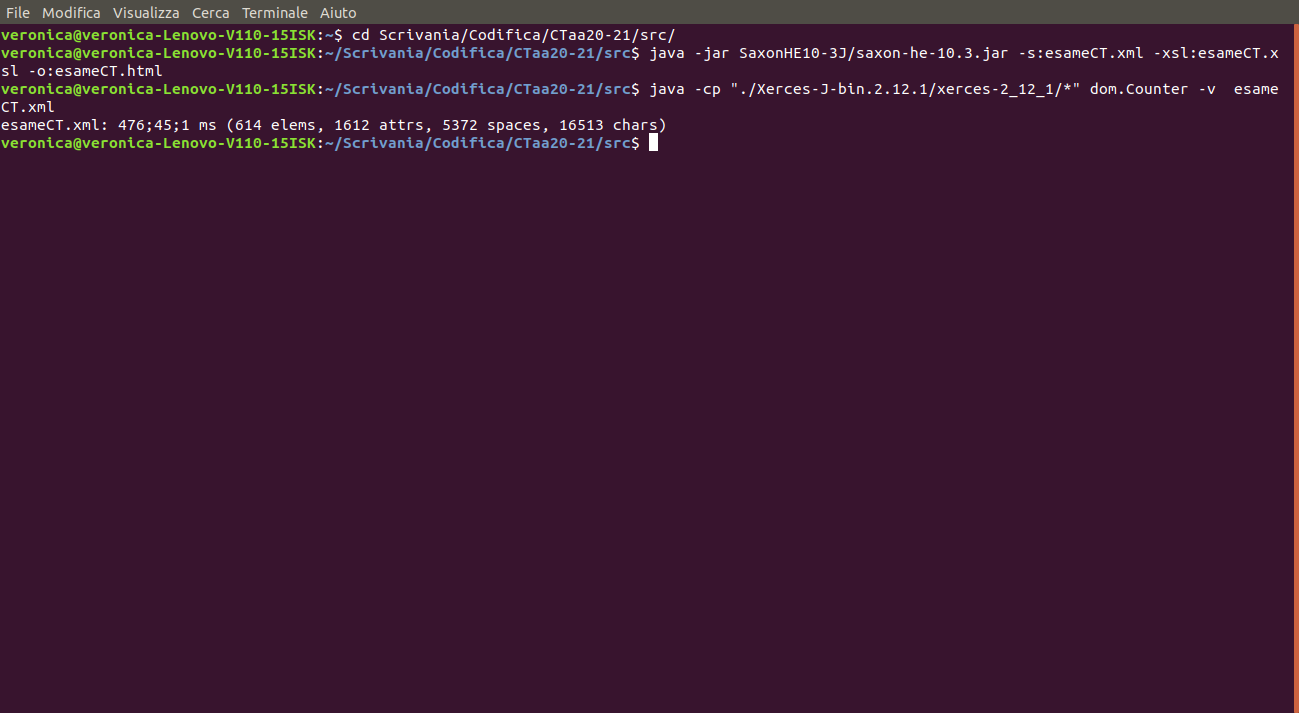 File Modifica Visualizza Cerca Terminale Aiuto
veronica@veronica-Lenovo-V110-15ISK:~$ cd Scrivania/Codifica/CTaa20-21/src/
veronica@veronica-Lenovo-V110-15ISK:~/Scrivania/Codifica/CTaa20-21/src$ java -jar SaxonHE10-3J/saxon-he-10.3.jar -s:esameCT.xml -xsl:esameCT.x
sl -o:esameCT.html
veronica@veronica-Lenovo-V110-15ISK:~/Scrivania/Codifica/CTaa20-21/src$ java -cp "./Xerces-J-bin.2.12.1/xerces-2_12_1/*" dom.Counter -v  esame
CT.xml
esameCT.xml: 476;45;1 ms (614 elems, 1612 attrs, 5372 spaces, 16513 chars)
veronica@veronica-Lenovo-V110-15ISK:~/Scrivania/Codifica/CTaa20-21/src$